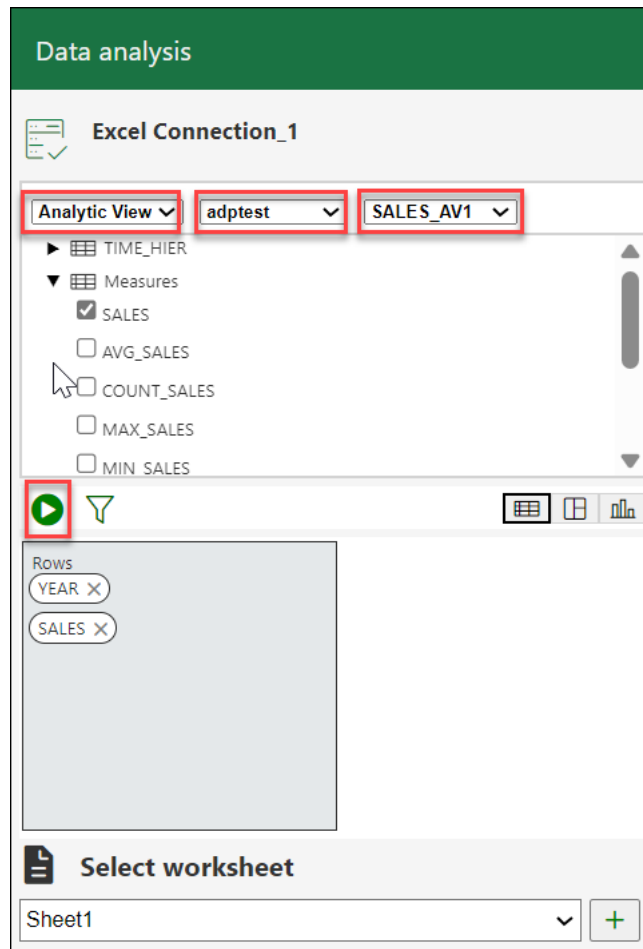 Data analysis
Excel Connection_1
Analytic View adptest SALES_AV1
TIME_HIER
Measures
SALES
AVG_SALES
COUNT_SALES
MAX_SALES
MIN_SALES
Rows
YEAR
SALES
Select worksheet
Sheet1